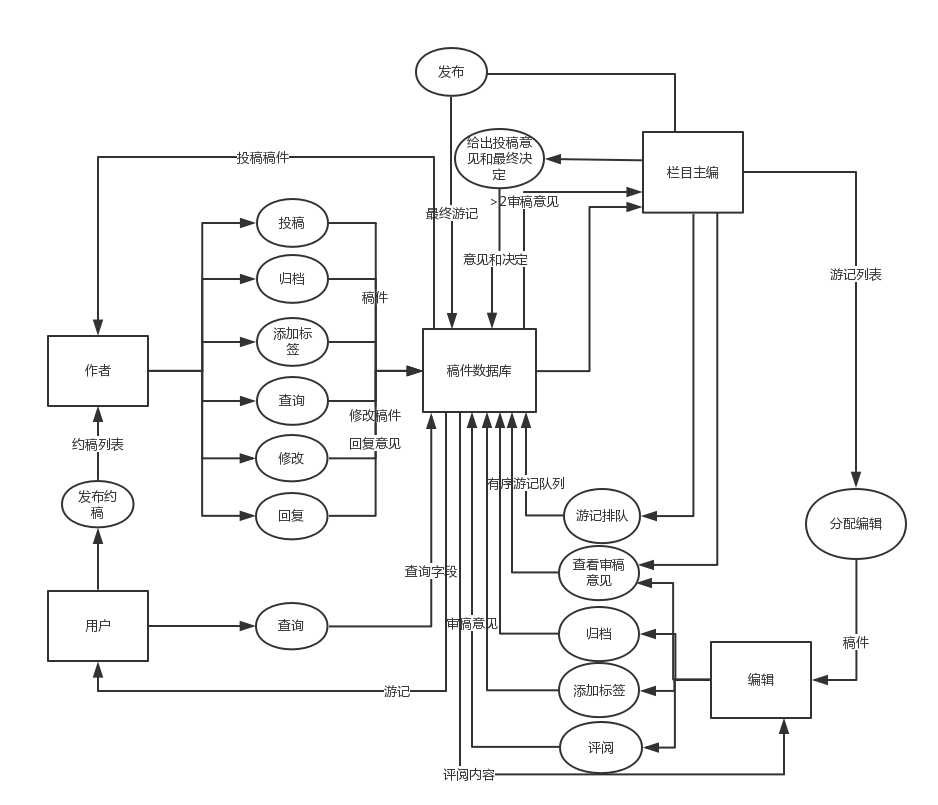 发布
给出投稿意
见和最终决
定
栏目主编
投稿稿件
>2审稿意见
最终游记
投稿
意见和决定
游记列表
归档
稿件
添加标
签
作者
稿件数据库
查询
修改稿件
回复意见
约稿列表
修改
有序游记队列
发布约
稿
回复
游记排队
分配编辑
查询字段
查看审稿
意见
用户
查询
审稿意见
归档
稿件
编辑
游记
添加标签
评阅
评阅内容